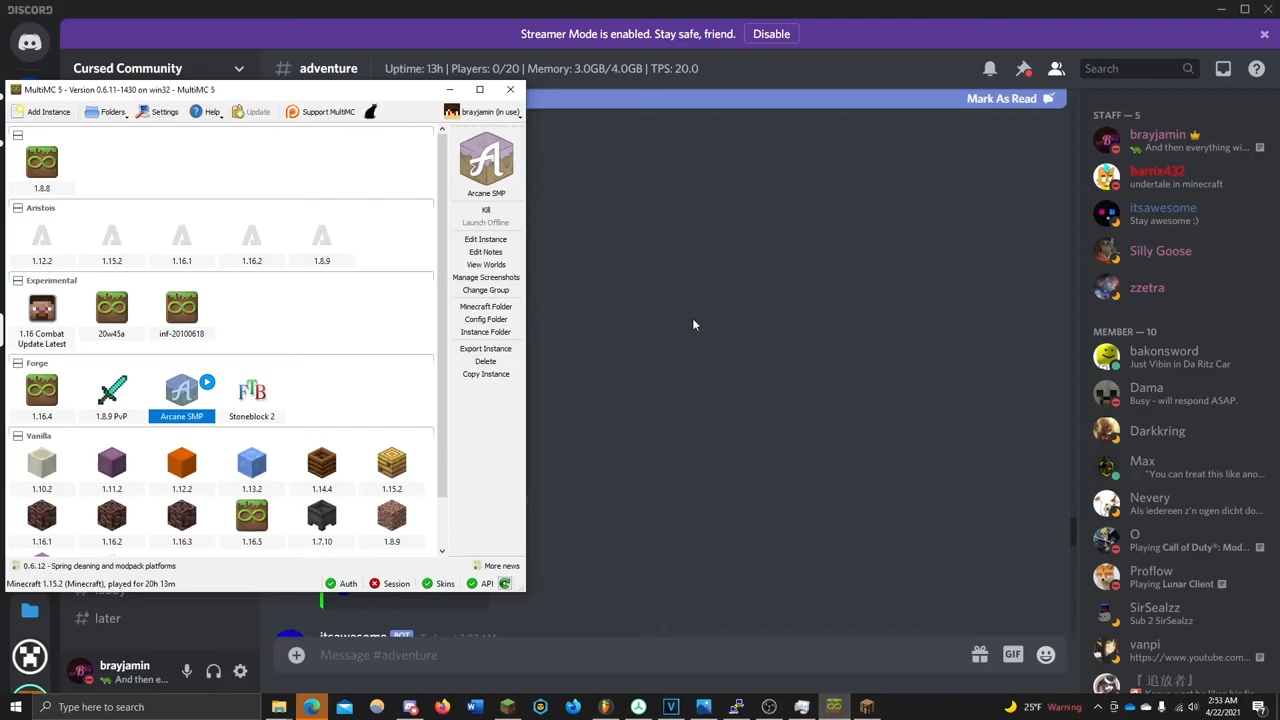 DISCORD
Streamer Mode is enabled. Stay safe, friend. Disable
Cursed Community
# adventure
Uptime: 13h | Players: 0/20 | Memory: 3.0GB/4.0GB | TPS: 20.0
Search
MultiMC 5 - Version 0.6.11-1430 on win32 - MultiMC 5
Add Instance
Folders
Settings
Help
Update
Support MultiMC
brayjamin (in use)
Mark As Read
1.8.8
Aristois
1.12.2
1.15.2
1.16.1
1.16.2
1.8.9
Experimental
1.16 Combat
Update Latest
20w45a
inf-20100618
Forge
1.16.4
1.8.9 PvP
Arcane SMP
FTB
Stoneblock 2
Vanilla
1.10.2
1.11.2
1.12.2
1.13.2
1.14.4
1.15.2
1.16.1
1.16.2
1.16.3
1.16.5
1.7.10
1.8.9
Arcane SMP
Kill
Launch Offline
Edit Instance
Edit Notes
View Worlds
Manage Screenshots
Change Group
Minecraft Folder
Config Folder
Instance Folder
Export Instance
Delete
Copy Instance
0.6.12 - Spring cleaning and modpack platforms
More news
Minecraft 1.15.2 (Minecraft), played for 20h 13m
Auth
Session
Skins
API
STAFF — 5
brayjamin
And then everything wi...
harrix432
undertale in minecraft
itsawesome
Stay awesome :)
Silly Goose
zzetra
MEMBER — 10
bakonsword
Just Vibin in Da Ritz Car
Dama
Busy - will respond ASAP.
Darkkring
Max
"You can treat this like ano...
Nevery
Als iedereen z'n ogen dicht do...
O
Playing Call of Duty®: Mod...
Proflow
Playing Lunar Client
SirSealzz
Sub 2 SirSealzz
vanpi
https://www.youtube.com...
『 追放者 』
later
itsawesome BOT
Message #adventure
GIF
brayjamin
And then e...
Type here to search
25°F Warning
2:53 AM
4/22/2021